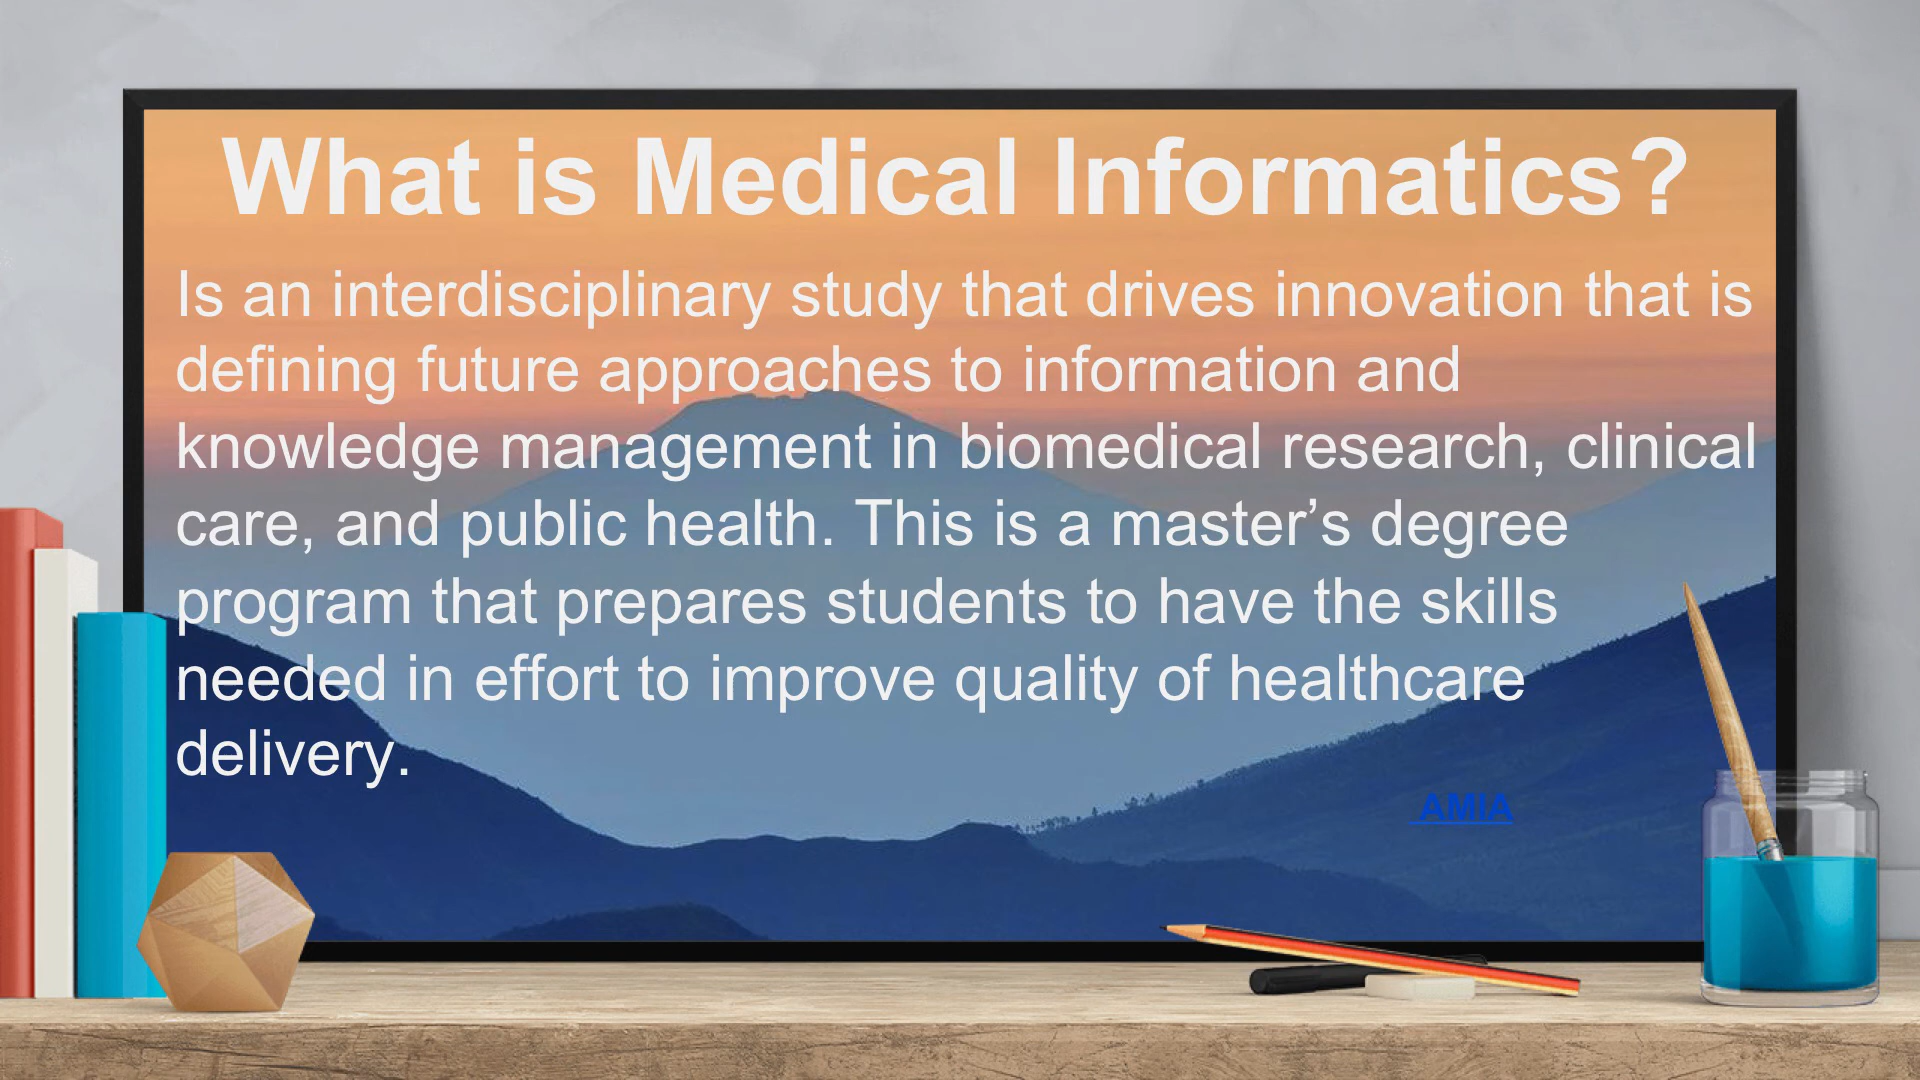 What is Medical Informatics?
Is an interdisciplinary study that drives innovation that is
defining future approaches to information and
knowledge management in biomedical research, clinical
care, and public health. This is a master’s degree
program that prepares students to have the skills
needed in effort to improve quality of healthcare
delivery.
AMIA